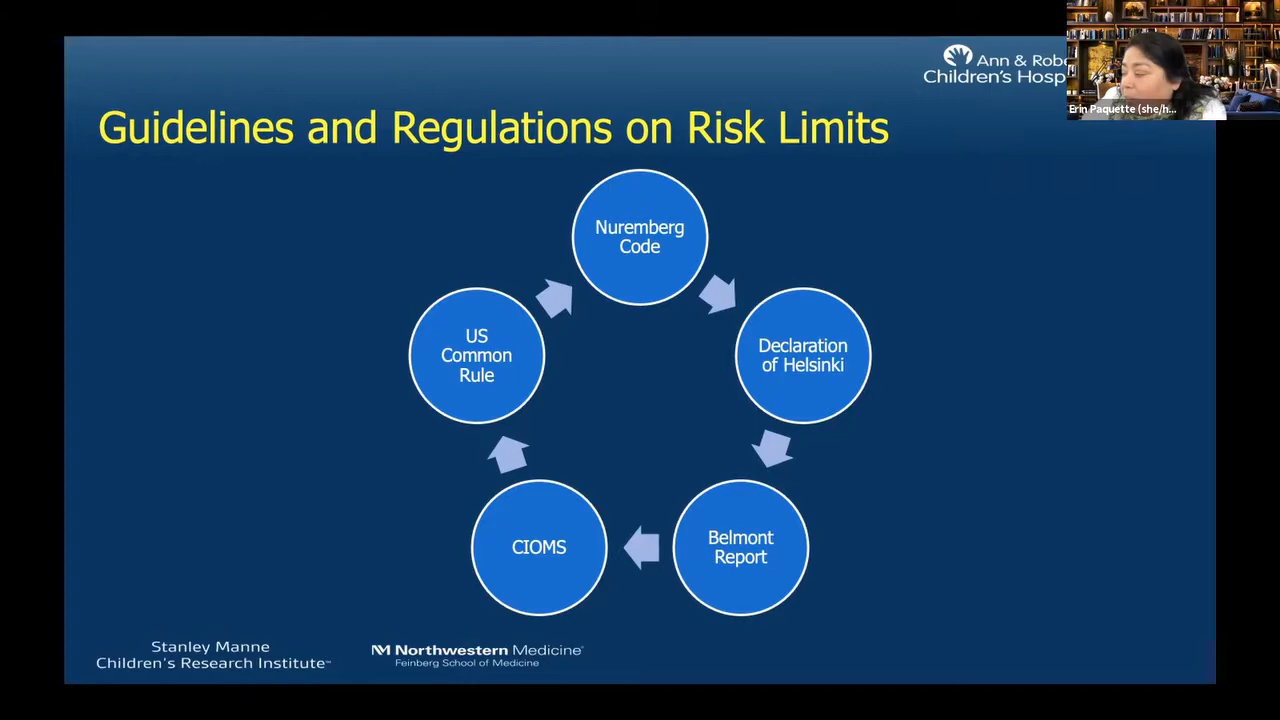 Ann & Robe
Children's Hosp
Erin Paquette (she/h...
Guidelines and Regulations on Risk Limits
Nuremberg
Code
US
Common
Rule
Declaration
of Helsinki
CIOMS
Belmont
Report
Stanley Manne
Children's Research Institute™
Northwestern Medicine®
Feinberg School of Medicine